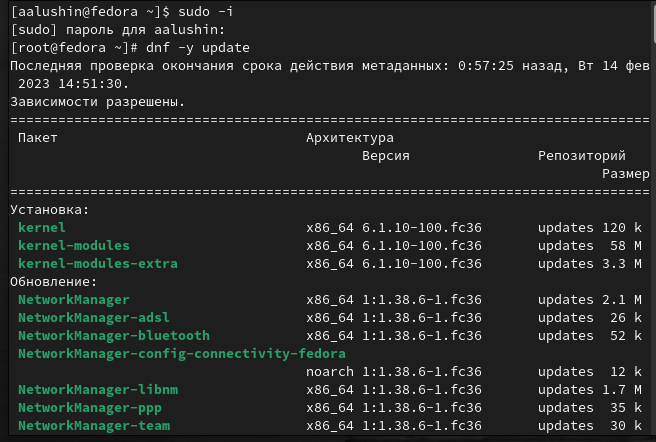 [aalushin@fedora ~]$ sudo -i
[sudo] пароль для aalushin:
[root@fedora ~]# dnf -y update
Последняя проверка окончания срока действия метаданных: 0:57:25 назад, Вт 14 фев
2023 14:51:30.
Зависимости разрешены.
================================================================================
Пакет Архитектура
Версия Репозиторий
Размер
================================================================================
Установка:
kernel x86_64 6.1.10-100.fc36 updates 120 k
kernel-modules x86_64 6.1.10-100.fc36 updates 58 M
kernel-modules-extra x86_64 6.1.10-100.fc36 updates 3.3 M
Обновление:
NetworkManager x86_64 1:1.38.6-1.fc36 updates 2.1 M
NetworkManager-adsl x86_64 1:1.38.6-1.fc36 updates 26 k
NetworkManager-bluetooth x86_64 1:1.38.6-1.fc36 updates 52 k
NetworkManager-config-connectivity-fedora
noarch 1:1.38.6-1.fc36 updates 12 k
NetworkManager-libnm x86_64 1:1.38.6-1.fc36 updates 1.7 M
NetworkManager-ppp x86_64 1:1.38.6-1.fc36 updates 35 k
NetworkManager-team x86_64 1:1.38.6-1.fc36 updates 30 k